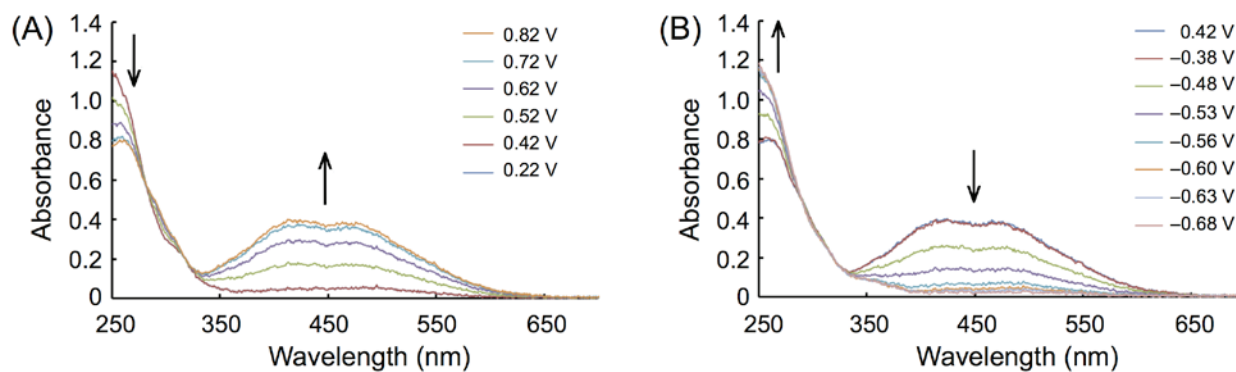 (A)
Absorbance
1.4
1.2
1.0
0.8
0.6
0.4
0.2
0
250
350
450
550
650
Wavelength (nm)
0.82 V
0.72 V
0.62 V
0.52 V
0.42 V
0.22 V
(B)
Absorbance
1.4
1.2
1.0
0.8
0.6
0.4
0.2
0
250
350
450
550
650
Wavelength (nm)
0.42 V
–0.38 V
–0.48 V
–0.53 V
–0.56 V
–0.60 V
–0.63 V
–0.68 V